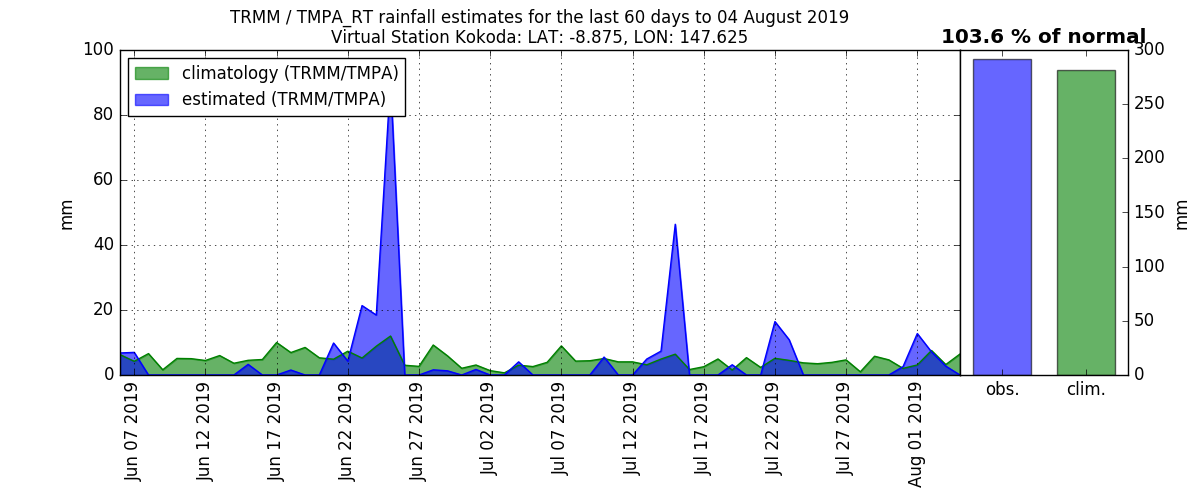 TRMM / TMPA_RT rainfall estimates for the last 60 days to 04 August 2019
Virtual Station Kokoda: LAT: -8.875, LON: 147.625
103.6 % of normal
climatology (TRMM/TMPA)
estimated (TRMM/TMPA)
100
80
60
40
20
0
mm
Jun 07 2019
Jun 12 2019
Jun 17 2019
Jun 22 2019
Jun 27 2019
Jul 02 2019
Jul 07 2019
Jul 12 2019
Jul 17 2019
Jul 22 2019
Jul 27 2019
Aug 01 2019
obs.
clim.
300
250
200
150
100
50
0
mm